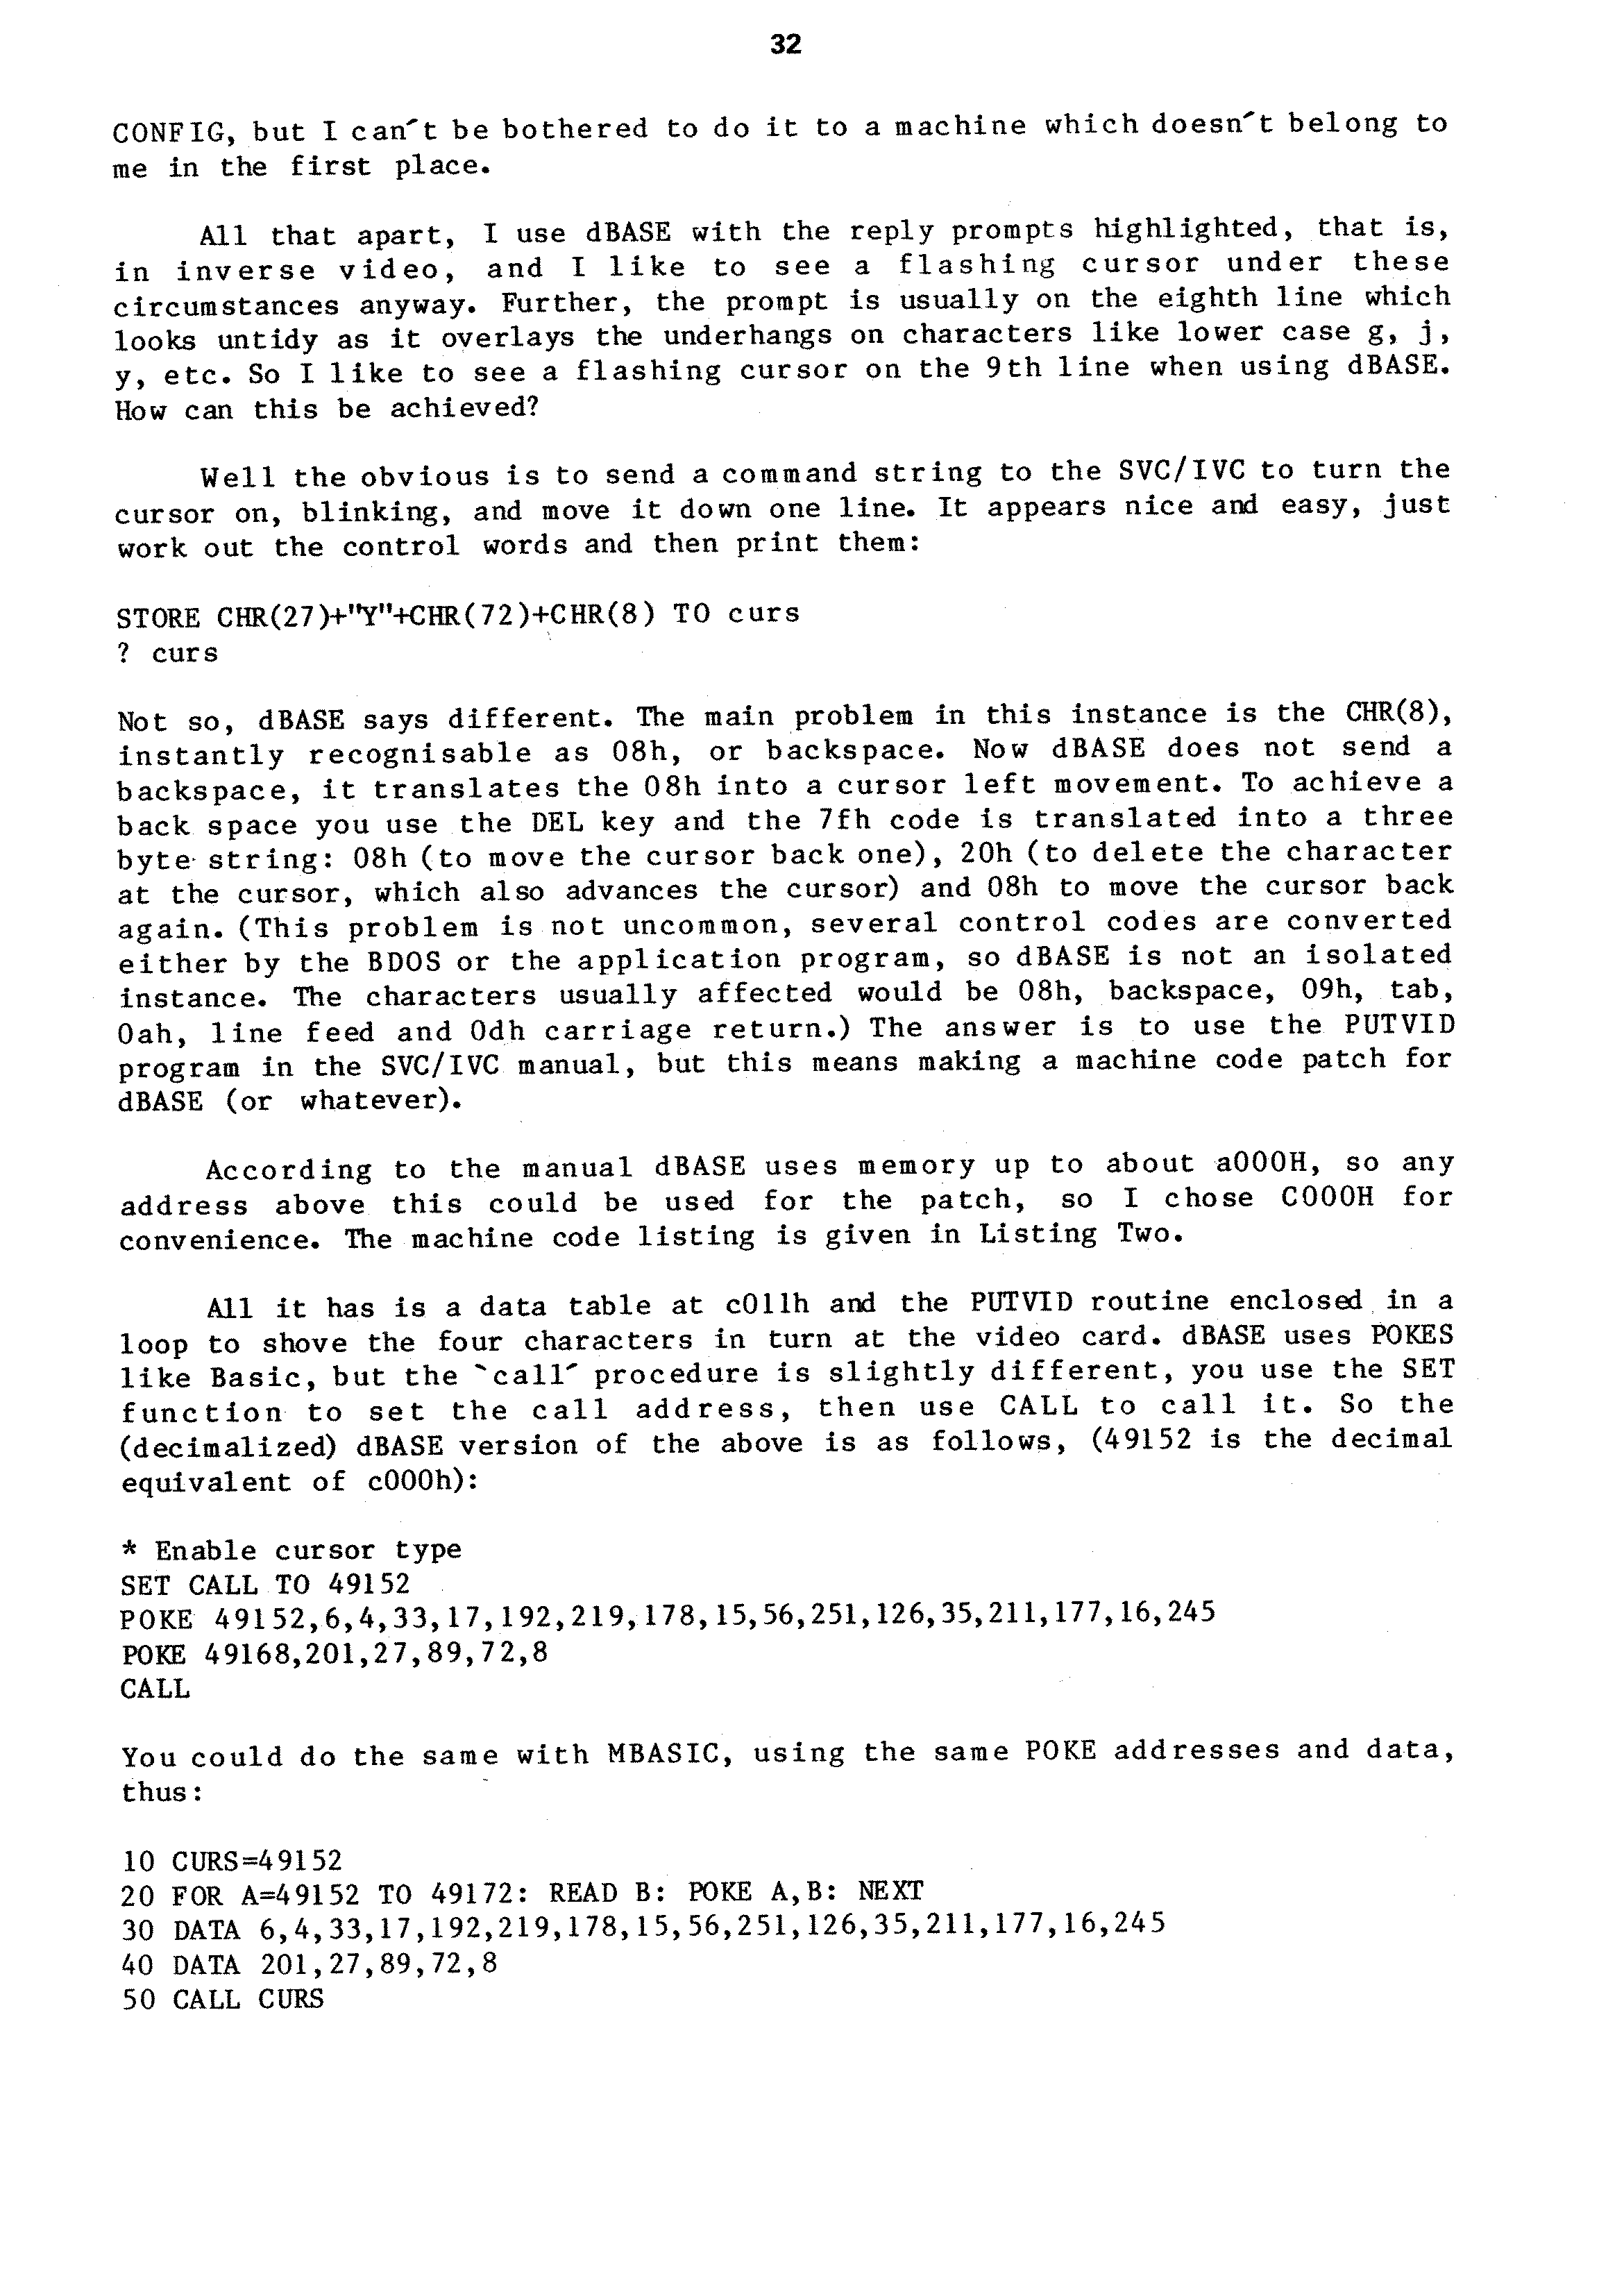 32
CONFIG, but I can´t be bothered to do it to a machine which doesn´t belong to
me in the first place.
All that apart, I use dBASE with the reply prompts highlighted, that is,
in inverse video, and I like to see a flashing cursor under these
circumstances anyway. Further, the prompt is usually on the eighth line which
looks untidy as it overlays the underhangs on characters like lower case g, j,
y, etc. So I like to see a flashing cursor on the 9th line when using dBASE.
How can this be achieved?
Well the obvious is to send a command string to the SVC/IVC to turn the
cursor on, blinking, and move it down one line. It appears nice and easy, just
work out the control words and then print them:
STORE CHR(27)+"Y"+CHR(72)+CHR(8) TO curs
? curs
Not so, dBASE says different. The main problem in this instance is the CHR(8),
instantly recognisable as 08h, or backspace. Now dBASE does not send a
backspace, it translates the 08h into a cursor left movement. To achieve a
back space you use the DEL key and the 7fh code is translated into a three
byte string: 08h (to move the cursor back one), 20h (to delete the character
at the cursor, which also advances the cursor) and 08h to move the cursor back
again. (This problem is not uncommon, several control codes are converted
either by the BDOS or the application program, so dBASE is not an isolated
instance. The characters usually affected would be 08h, backspace, 09h, tab,
0ah, line feed and 0dh carriage return.) The answer is to use the PUTVID
program in the SVC/IVC manual, but this means making a machine code patch for
dBASE (or whatever).
According to the manual dBASE uses memory up to about a000H, so any
address above this could be used for the patch, so I chose C000H for
convenience. The machine code listing is given in Listing Two.
All it has is a data table at c011h and the PUTVID routine enclosed in a
loop to shove the four characters in turn at the video card. dBASE uses POKES
like Basic, but the `call´ procedure is slightly different, you use the SET
function to set the call address, then use CALL to call it. So the
(decimalized) dBASE version of the above is as follows, (49152 is the decimal
equivalent of c000h):
* Enable cursor type
SET CALL TO 49152
POKE 49152,6,4,33,17,192,219,178,15,56,251,126,35,211,177,16,245
POKE 49168,201,27,89,72,8
CALL
You could do the same with MBASIC, using the same POKE addresses and data,
thus:
10 CURS=49152
20 FOR A=49152 TO 49172: READ B: POKE A,B: NEXT
30 DATA 6,4,33,17,192,219,178,15,56,251,126,35,211,177,16,245
40 DATA 201,27,89,72,8
50 CALL CURS